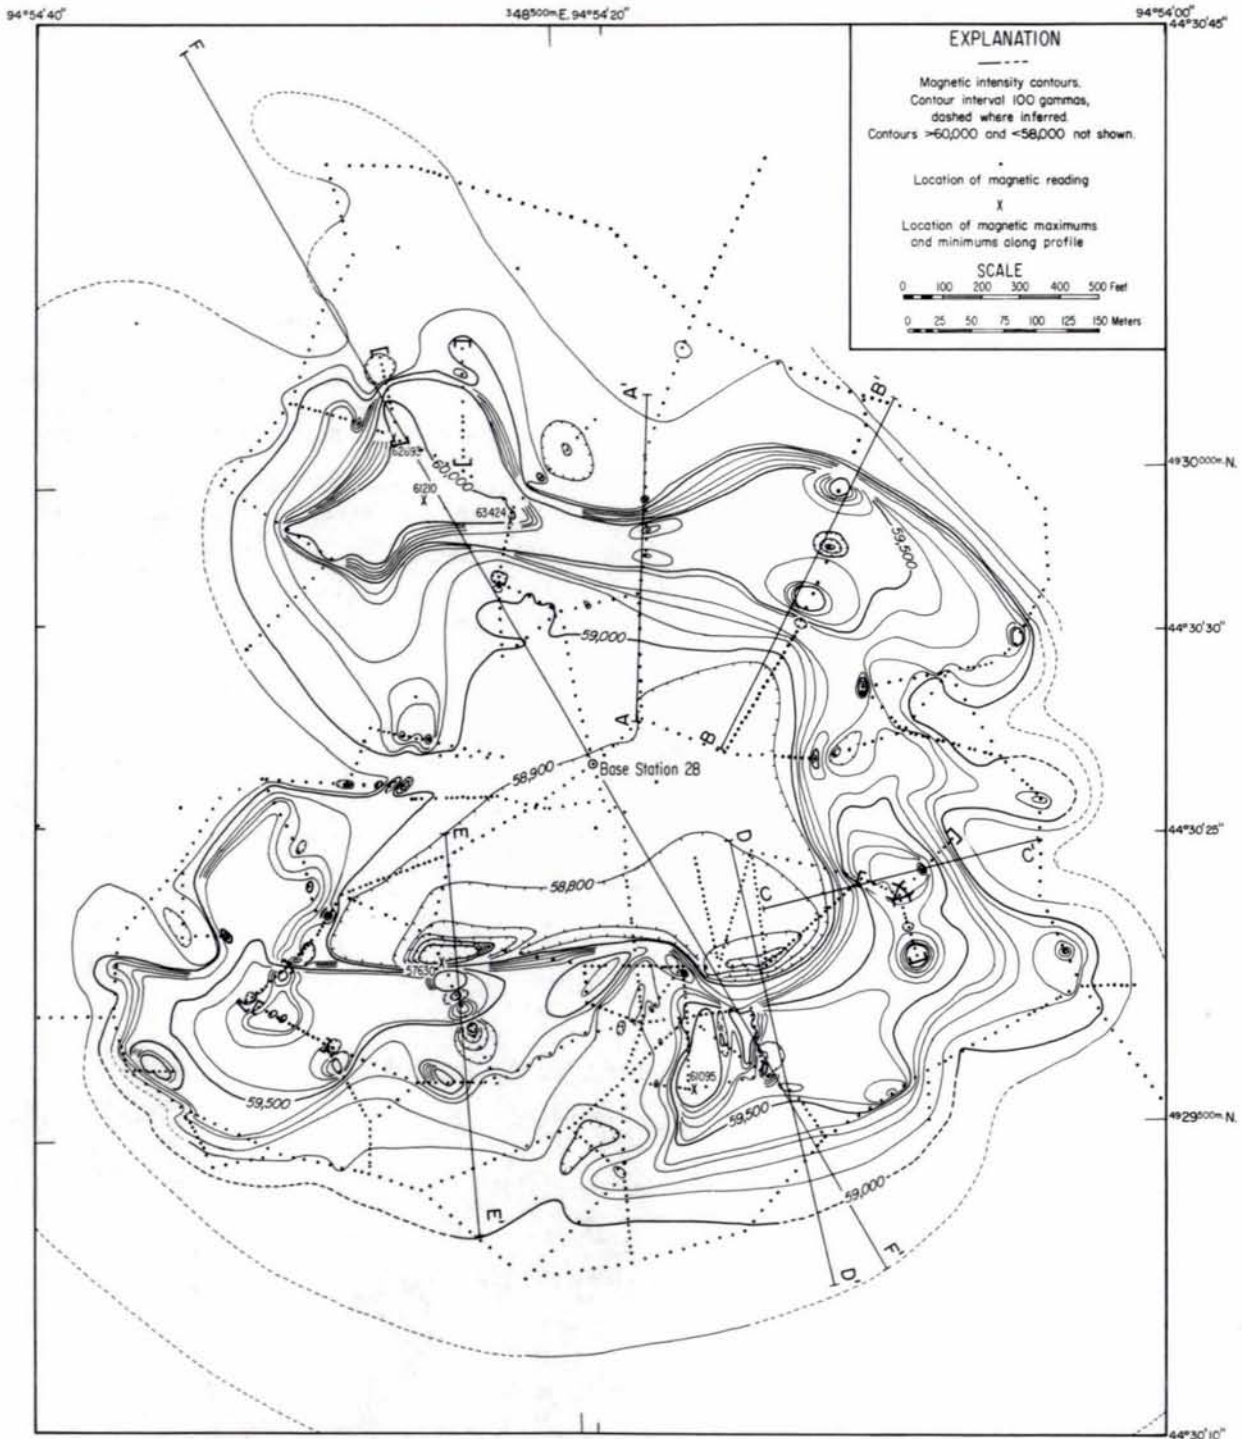 94°54'40"
348500m.E. 94°54'20"
94°54'00"
44°30'45"
EXPLANATION
Magnetic intensity contours.
Contour interval 100 gammas,
dashed where inferred.
Contours >60,000 and <58,000 not shown.
Location of magnetic reading
X
Location of magnetic maximums
and minimums along profile
SCALE
0 100 200 300 400 500 Feet
0 25 50 75 100 125 150 Meters
F
A'
B'
4930000m.N.
60,000
61210
X
63424
59,500
59,000
44°30'30"
A
B
58,900
Base Station 28
E
D
44°30'25"
C'
58,800
C
57630
X
61095
X
59,500
59,500
4929500m.N.
59,000
E'
F'
D'
44°30'10"